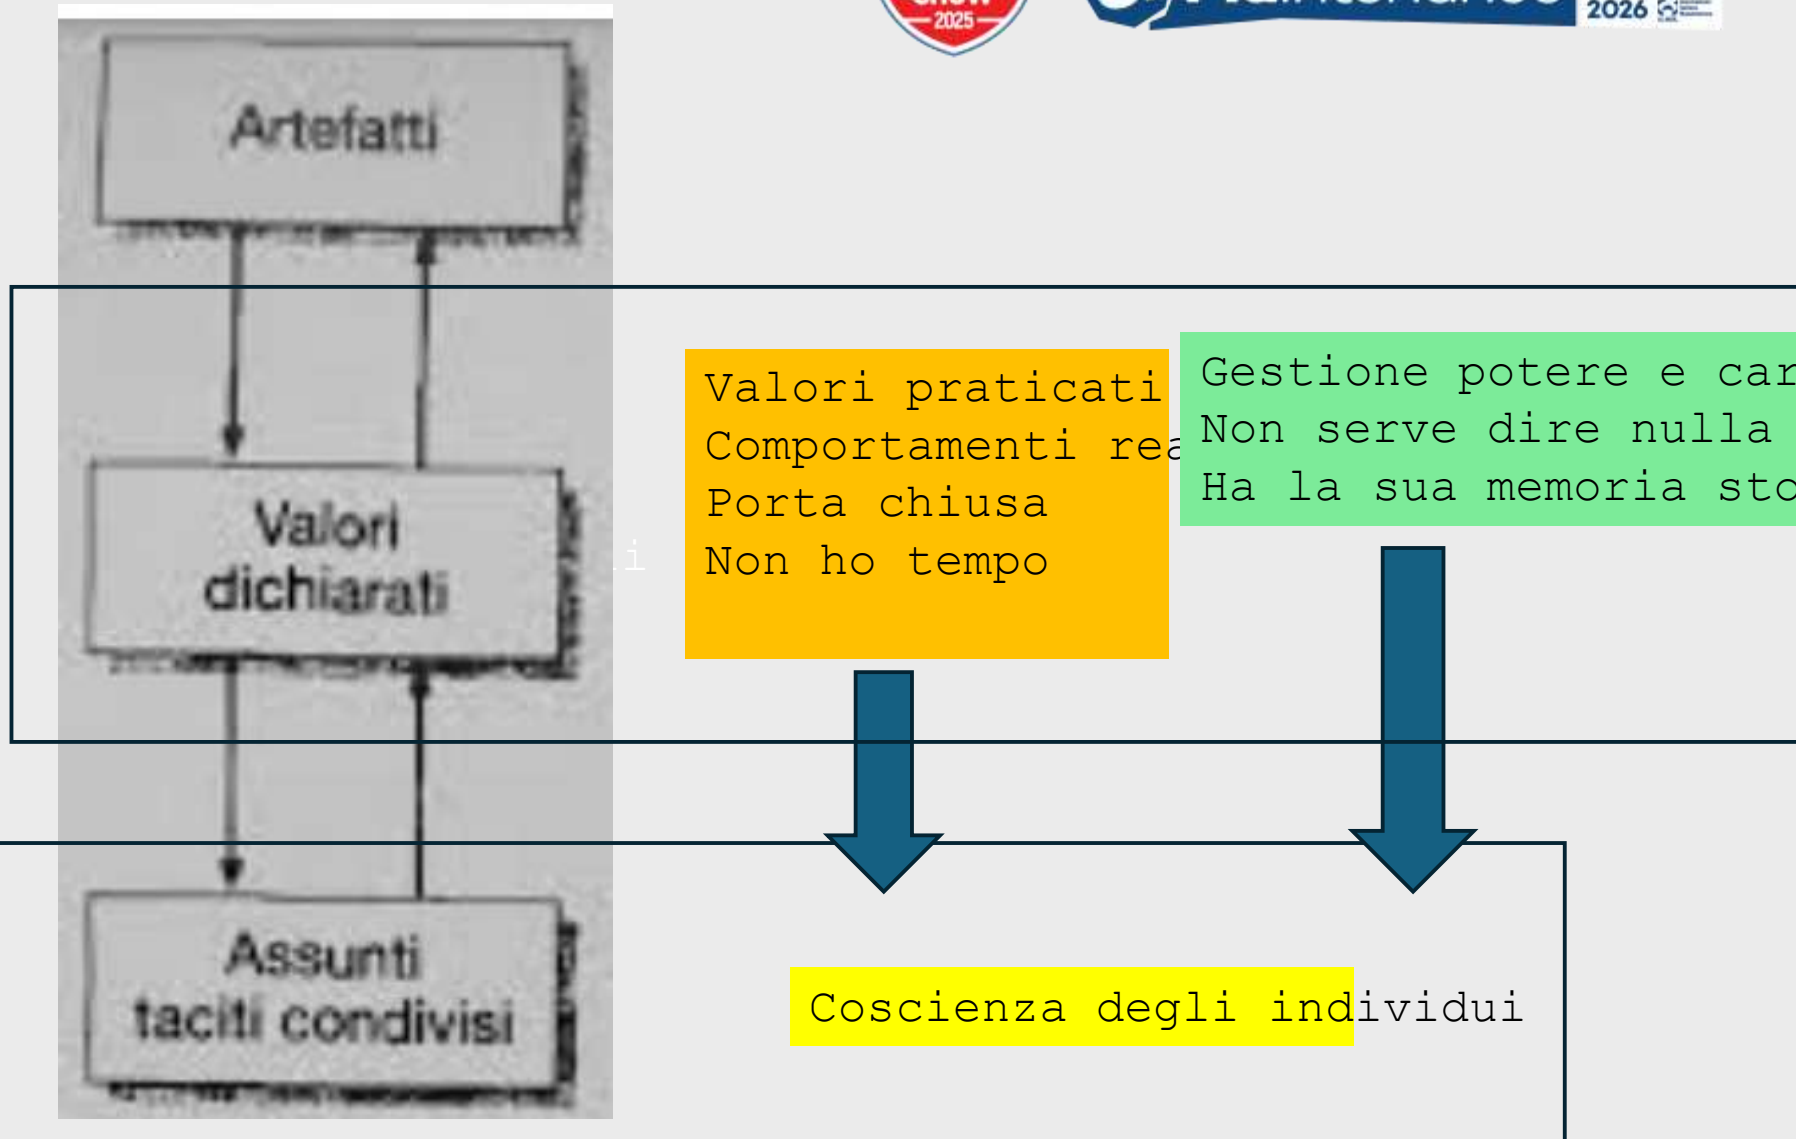 2025
2026
Artefatti
Valori
dichiarati
Assunti
taciti condivisi
i
Valori praticati
Comportamenti rea
Porta chiusa
Non ho tempo
Gestione potere e car
Non serve dire nulla
Ha la sua memoria sto
Coscienza degli individui